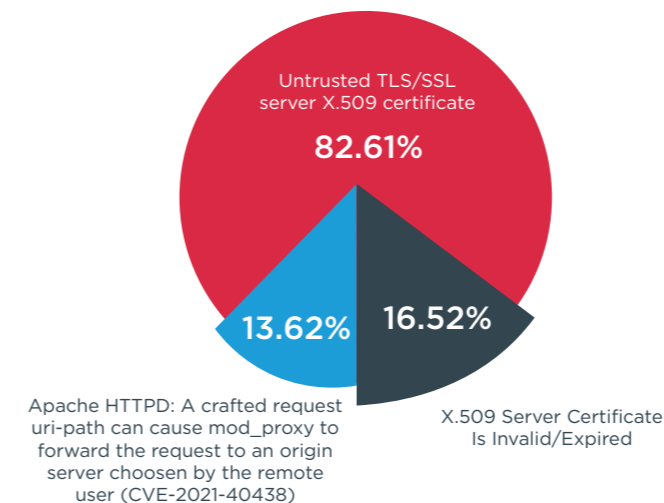 Untrusted TLS/SSL
server X.509 certificate
82.61%
13.62%
16.52%
Apache HTTPD: A crafted request
uri-path can cause mod_proxy to
forward the request to an origin
server choosen by the remote
user (CVE-2021-40438)
X.509 Server Certificate
Is Invalid/Expired